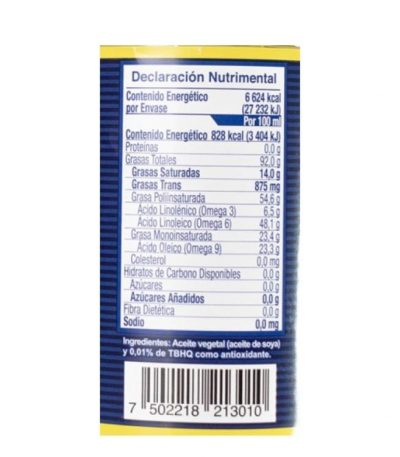 Declaración Nutrimental
Contenido Energético 6 624 kcal
por Envase (27 232 kJ)
Por 100 ml
Contenido Energético 828 kcal (3 404 kJ)
Proteínas 0,0 g
Grasas Totales 92,0 g
Grasas Saturadas 14,0 g
Grasas Trans 875 mg
Grasa Poliinsaturada 54,6 g
Ácido Linolénico (Omega 3) 6,5 g
Ácido Linoleico (Omega 6) 48,1 g
Grasa Monoinsaturada 23,4 g
Ácido Oleico (Omega 9) 23,3 g
Colesterol 0,0 mg
Hidratos de Carbono Disponibles 0,0 g
Azúcares 0,0 g
Azúcares Añadidos 0,0 g
Fibra Dietética 0,0 g
Sodio 0,0 mg
Ingredientes: Aceite vegetal (aceite de soya)
y 0,01% de TBHQ como antioxidante.
7 502218 213010